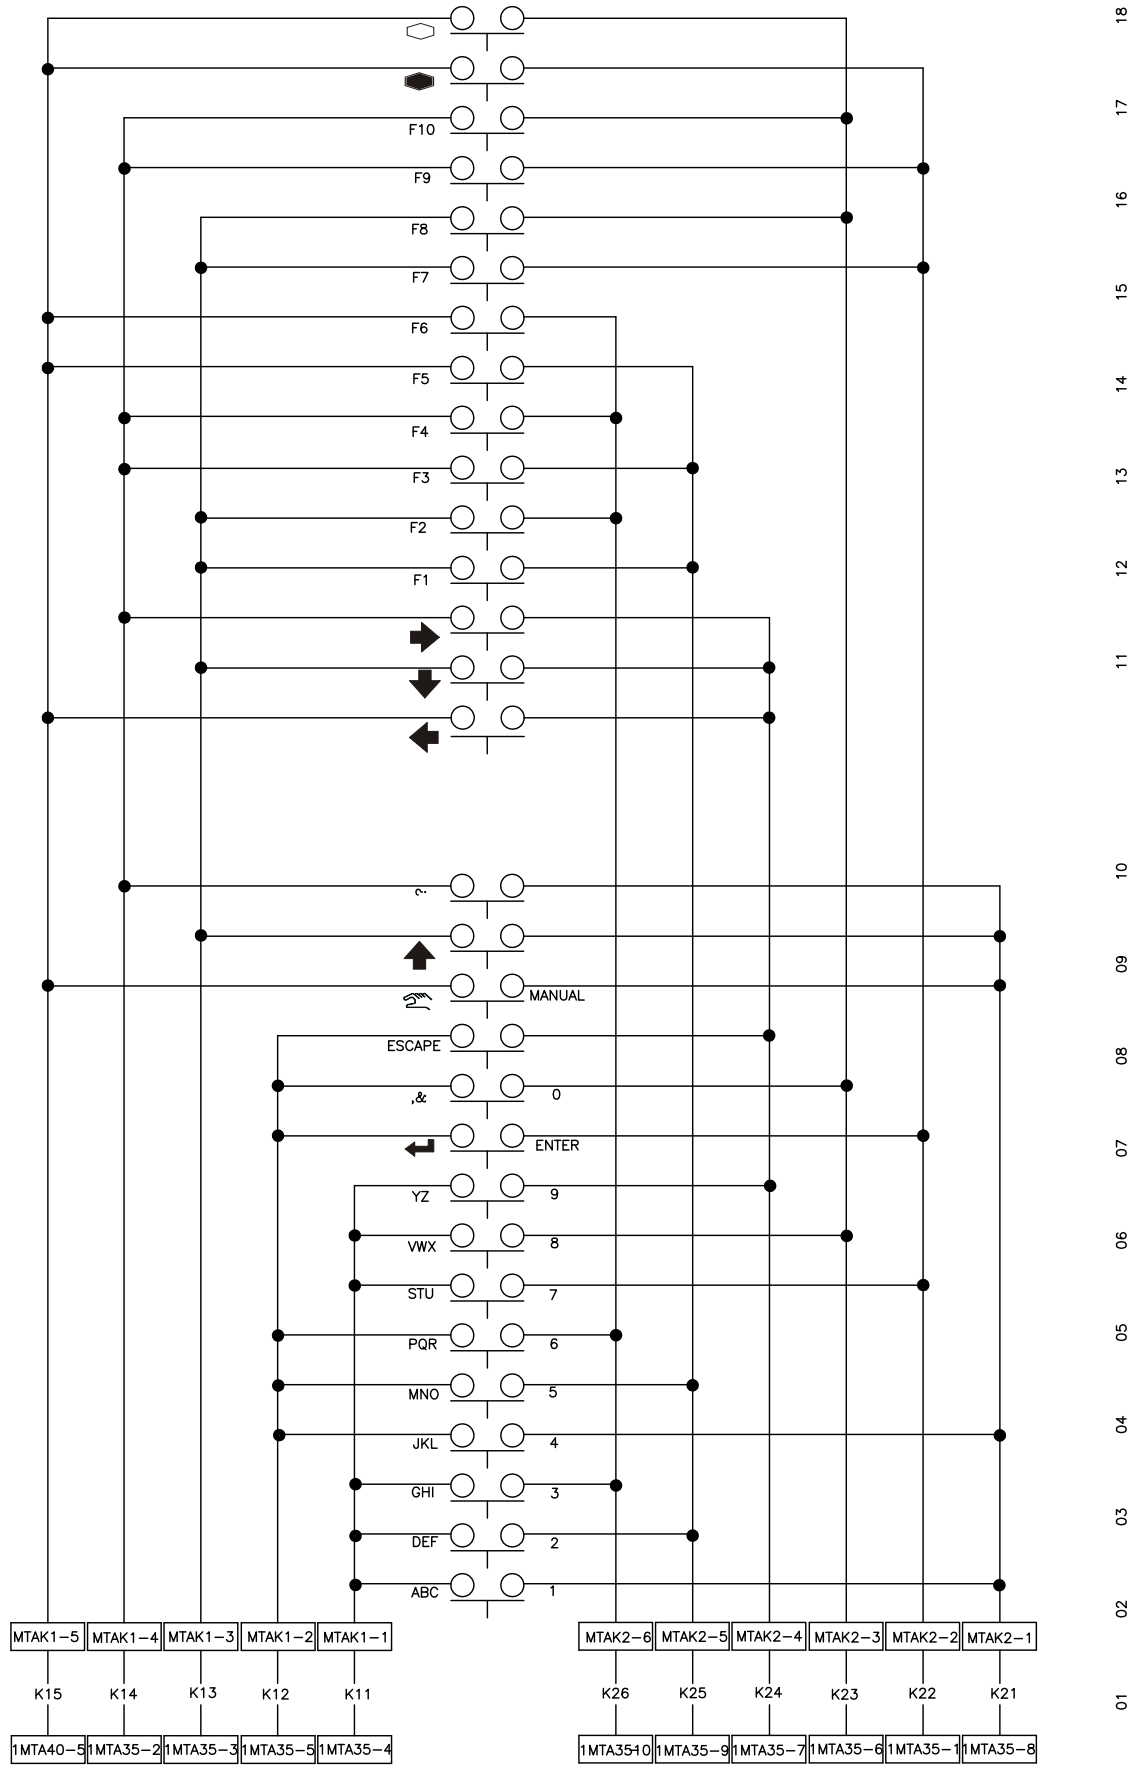 18
17
F10
F9
16
F8
F7
15
F6
F5
14
F4
F3
13
F2
12
F1
11
10
?.
09
MANUAL
ESCAPE
08
,& 0
ENTER
07
YZ 9
VWX 8
06
STU 7
PQR 6
05
MNO 5
JKL 4
04
GHI 3
03
DEF 2
ABC 1
02
MTAK1-5 MTAK1-4 MTAK1-3 MTAK1-2 MTAK1-1 MTAK2-6 MTAK2-5 MTAK2-4 MTAK2-3 MTAK2-2 MTAK2-1
K15 K14 K13 K12 K11 K26 K25 K24 K23 K22 K21
01
1MTA40-5 1MTA35-2 1MTA35-3 1MTA35-5 1MTA35-4 1MTA35-10 1MTA35-9 1MTA35-7 1MTA35-6 1MTA35-1 1MTA35-8